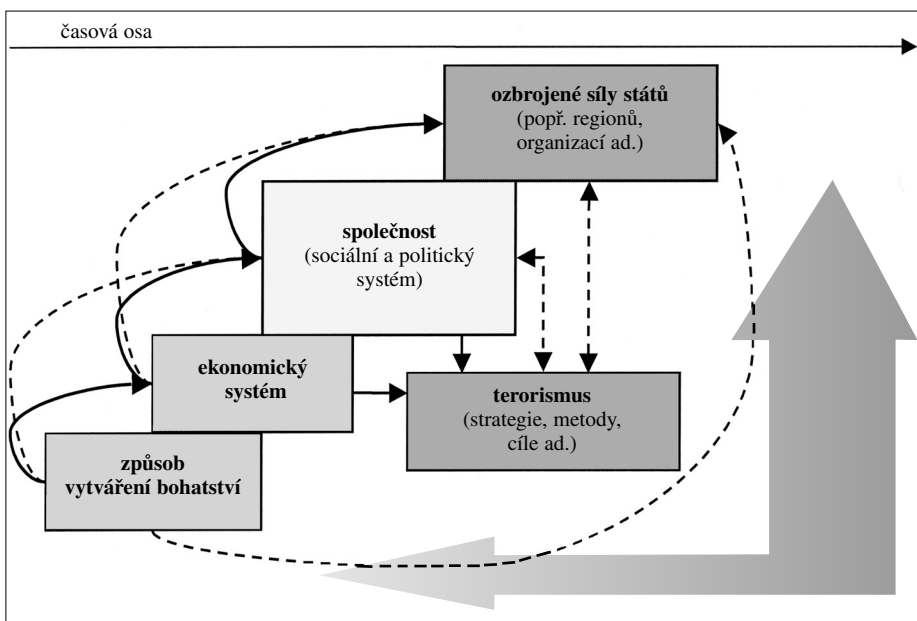 časová osa
ozbrojené síly států
(popř. regionů,
organizací ad.)
společnost
(sociální a politický
systém)
ekonomický
systém
terorismus
(strategie, metody,
cíle ad.)
způsob
vytváření bohatství